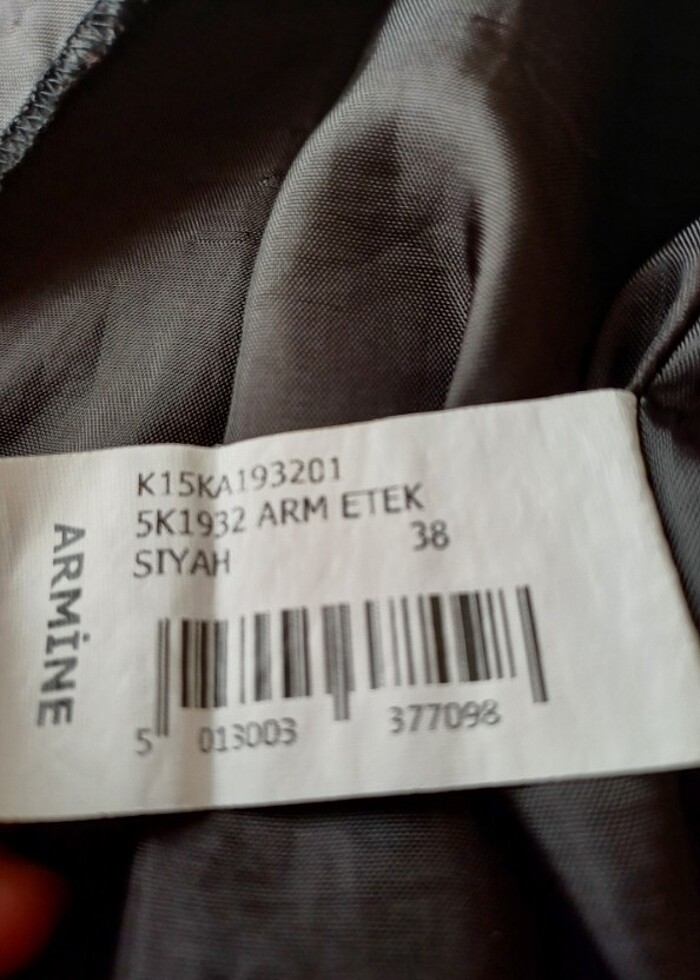 K15KA193201
5K1932 ARM ETEK
SIYAH 38
ARMİNE
5 013003 377098